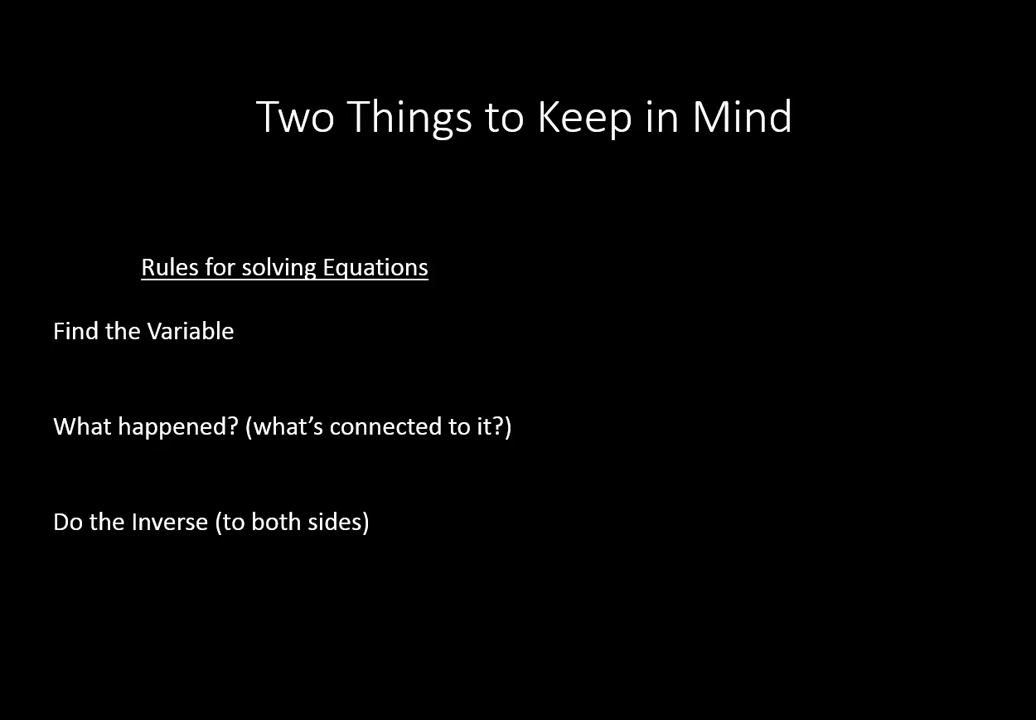 Two Things to Keep in Mind
Rules for solving Equations
Find the Variable
What happened? (what’s connected to it?)
Do the Inverse (to both sides)